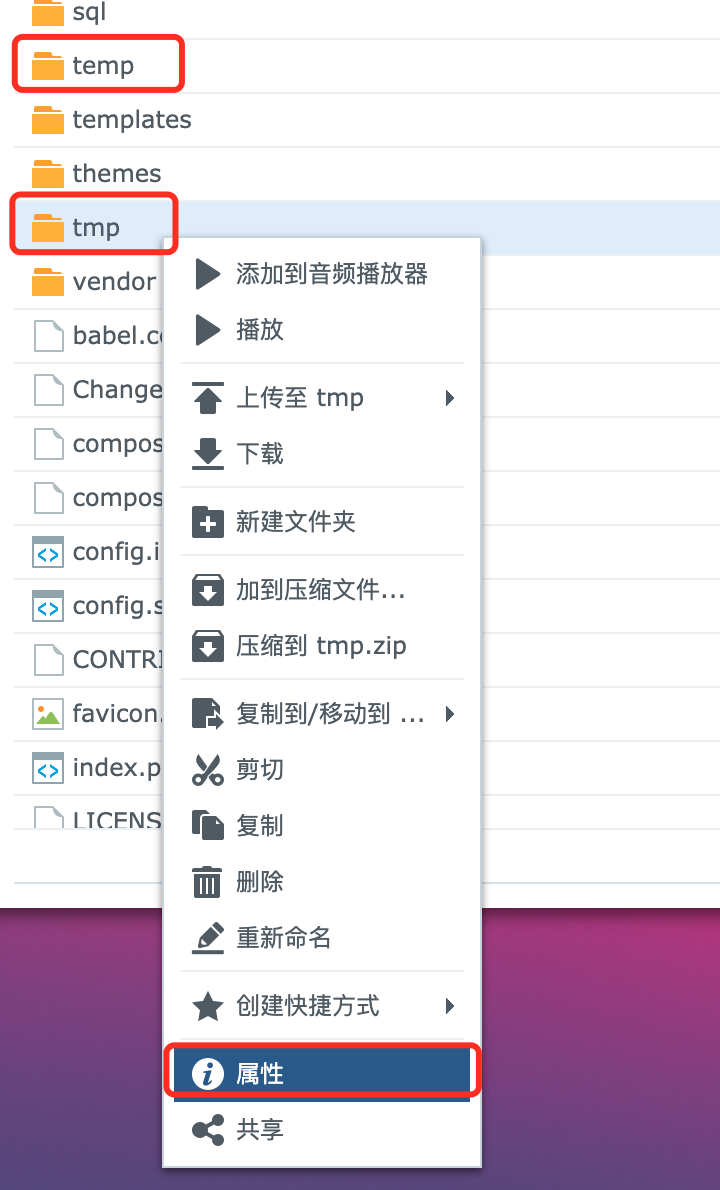 sql
temp
templates
themes
tmp
vendor
babel.c
Change
compos
compos
config.i
config.s
CONTRI
favicon.
index.p
LICENS
添加到音频播放器
播放
上传至 tmp
下载
新建文件夹
加到压缩文件...
压缩到 tmp.zip
复制到/移动到 ...
剪切
复制
删除
重新命名
创建快捷方式
属性
共享